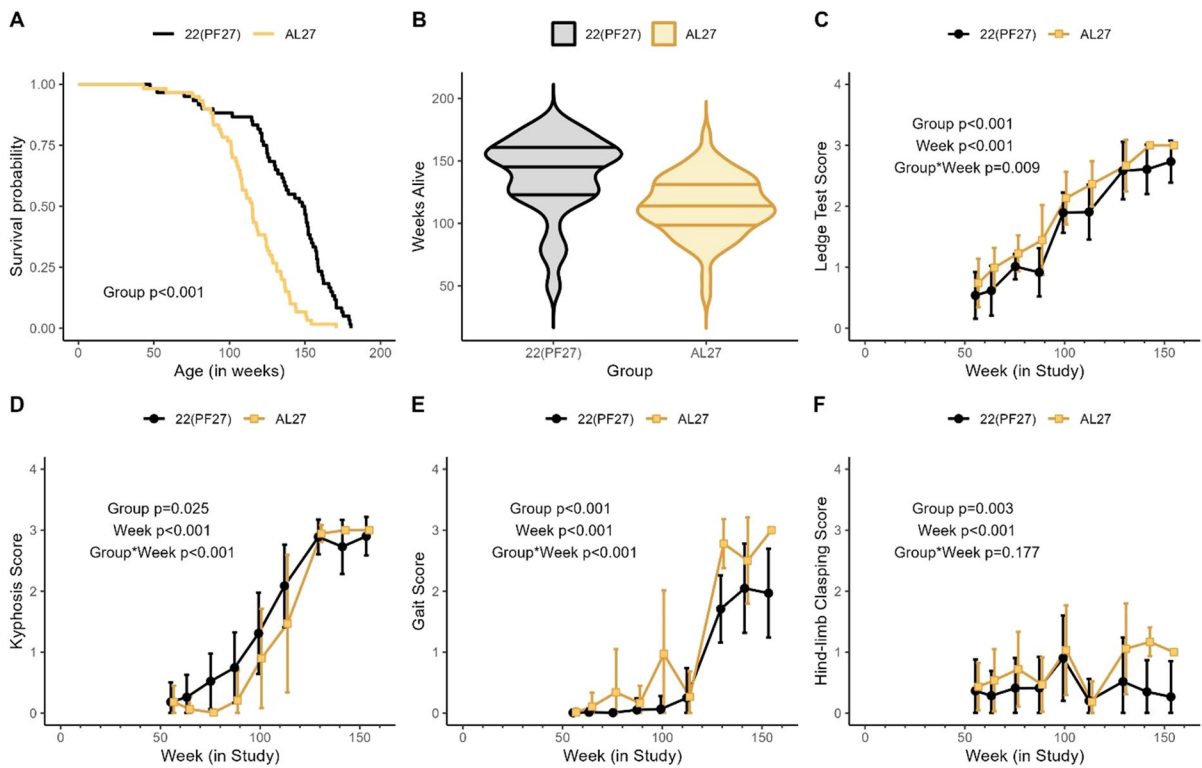 A
22(PF27) AL27
Survival probability
1.00
0.75
0.50
0.25
0.00
Group p<0.001
0 50 100 150 200
Age (in weeks)
B
22(PF27) AL27
Weeks Alive
200
150
100
50
22(PF27) AL27
Group
C
22(PF27) AL27
Ledge Test Score
4
3
2
1
0
Group p<0.001
Week p<0.001
Group*Week p=0.009
0 50 100 150
Week (in Study)
D
22(PF27) AL27
Kyphosis Score
4
3
2
1
0
Group p=0.025
Week p<0.001
Group*Week p<0.001
0 50 100 150
Week (in Study)
E
22(PF27) AL27
Gait Score
4
3
2
1
0
Group p<0.001
Week p<0.001
Group*Week p<0.001
0 50 100 150
Week (in Study)
F
22(PF27) AL27
Hind-limb Clasping Score
4
3
2
1
0
Group p=0.003
Week p<0.001
Group*Week p=0.177
0 50 100 150
Week (in Study)